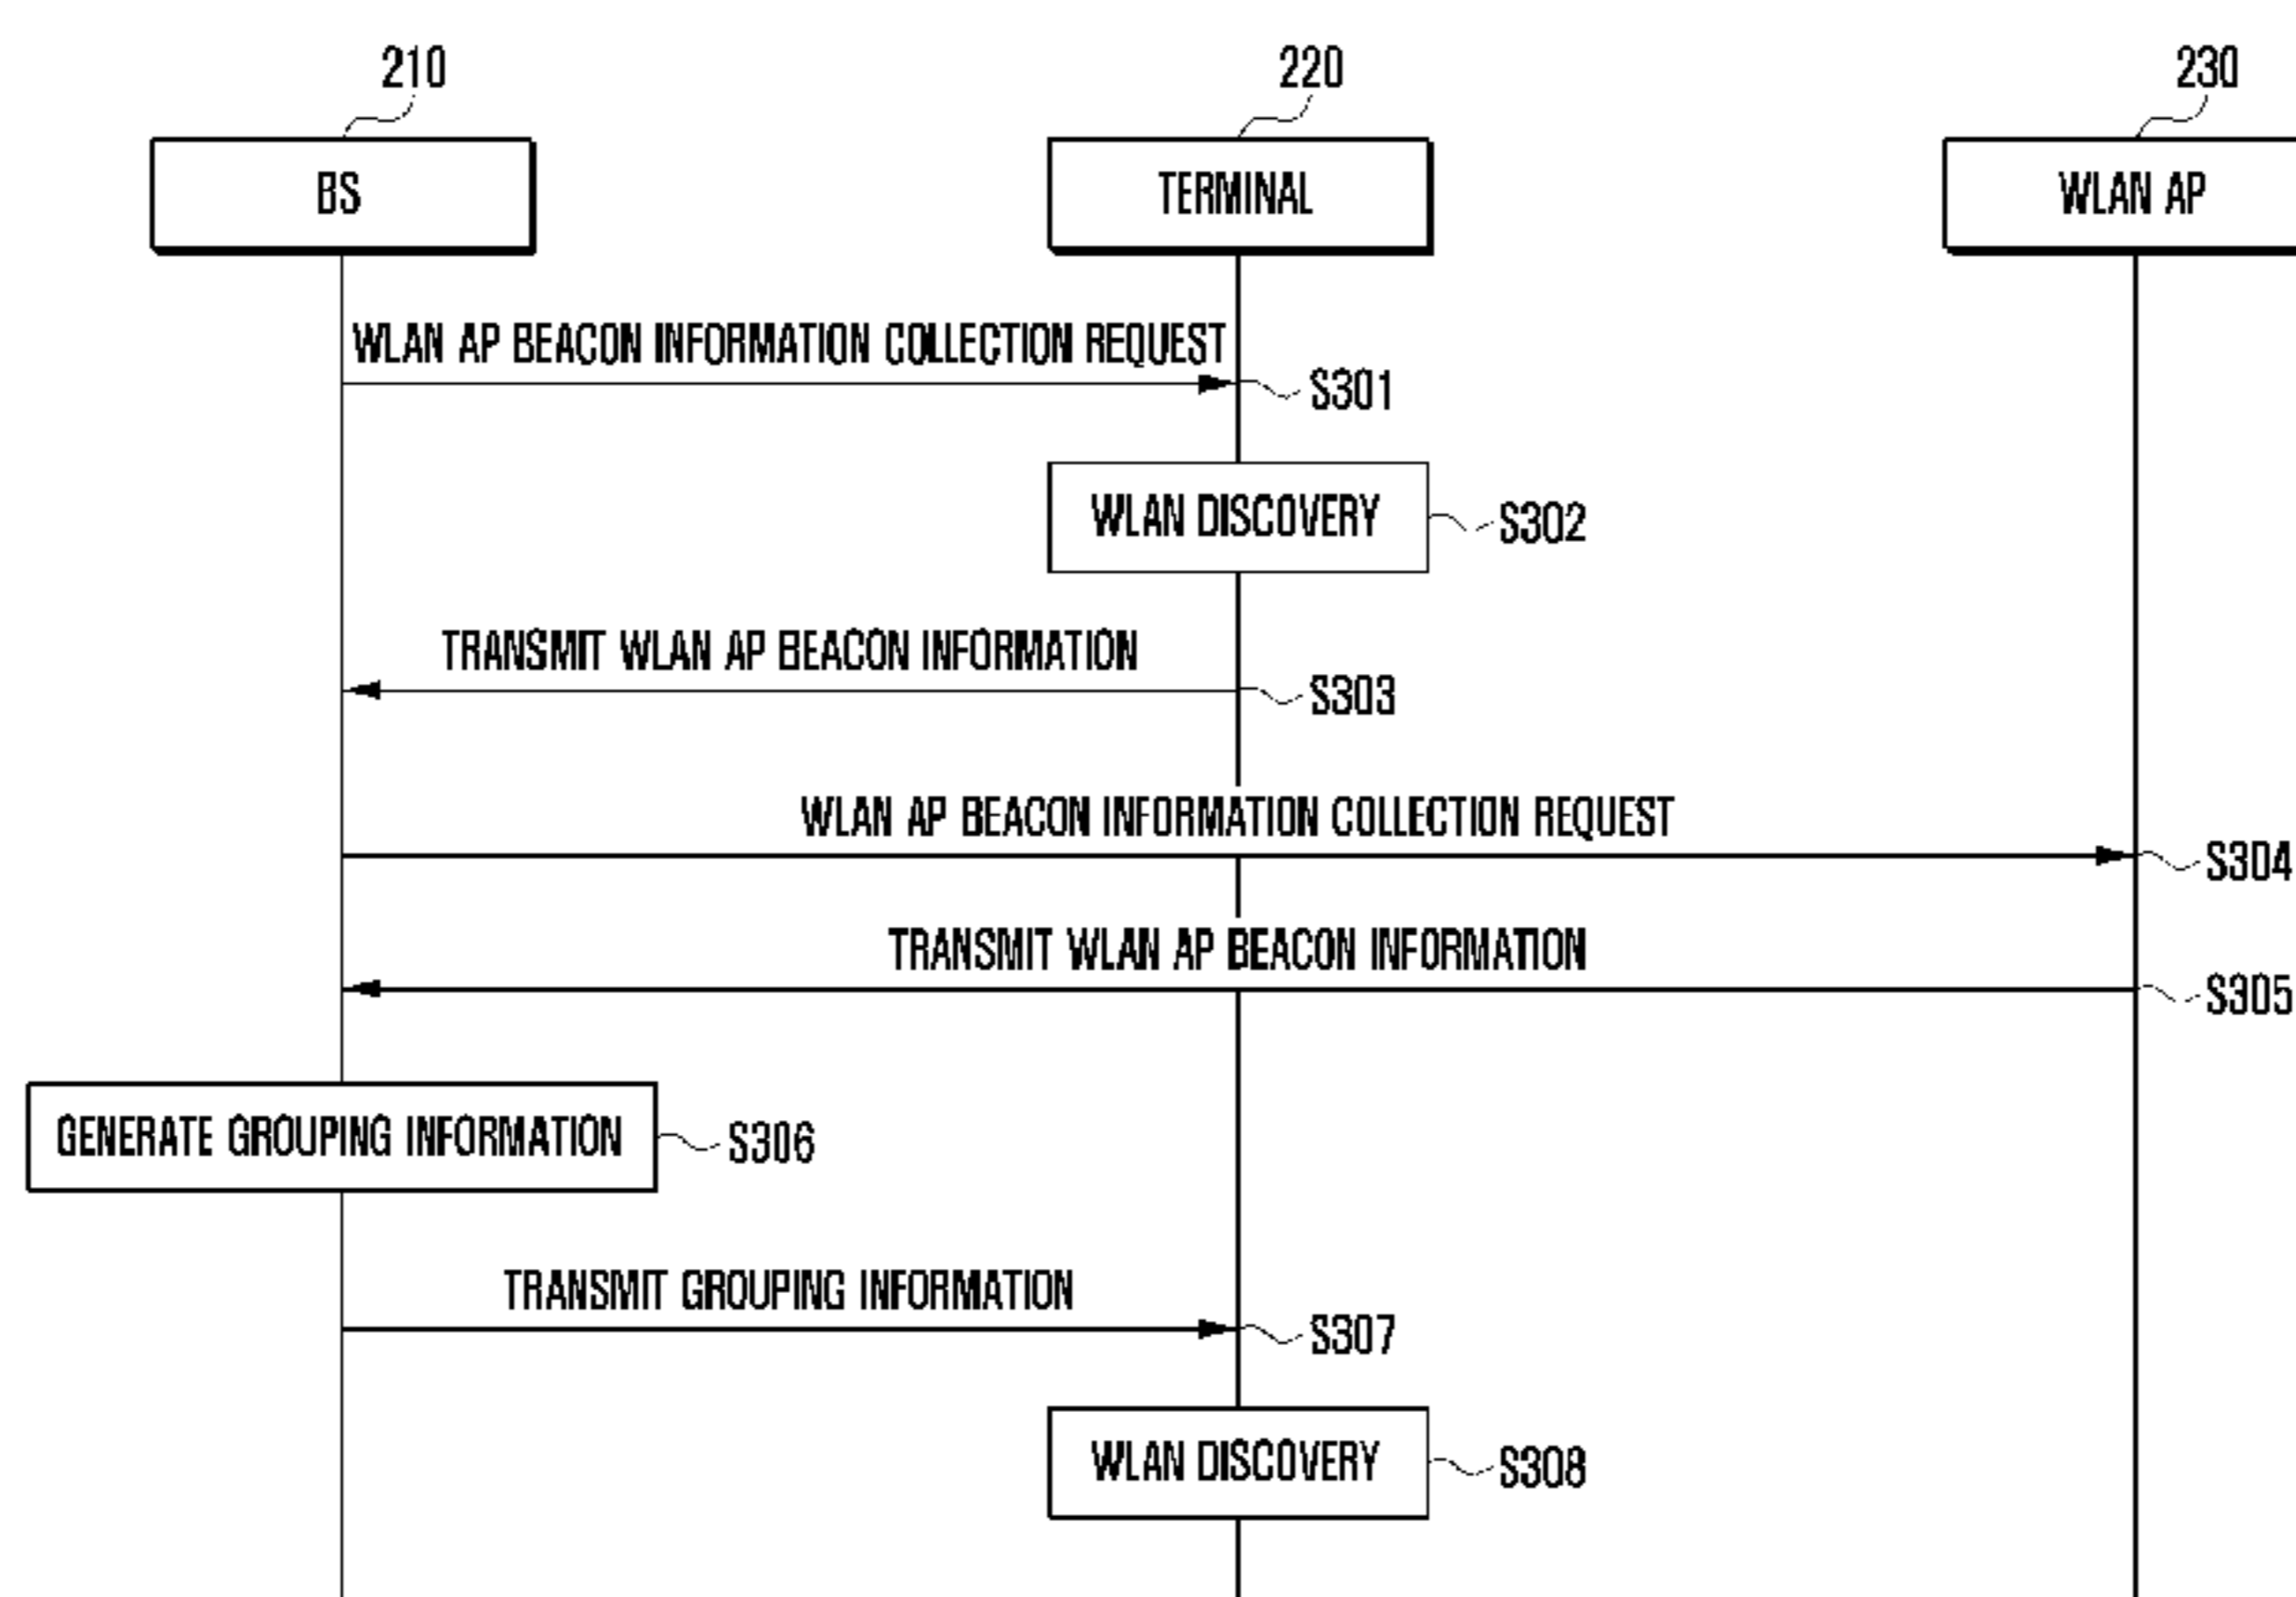 210
220
230
BS
TERMINAL
WLAN AP
WLAN AP BEACON INFORMATION COLLECTION REQUEST
S301
WLAN DISCOVERY
S302
TRANSMIT WLAN AP BEACON INFORMATION
S303
WLAN AP BEACON INFORMATION COLLECTION REQUEST
S304
TRANSMIT WLAN AP BEACON INFORMATION
S305
GENERATE GROUPING INFORMATION
S306
TRANSMIT GROUPING INFORMATION
S307
WLAN DISCOVERY
S308